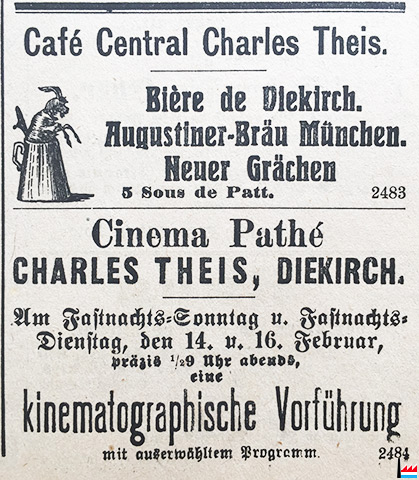 Café Central Charles Theis.
Bière de Diekirch.
Augustiner-Bräu München.
Neuer Grächen
5 Sous de Patt. 2483
Cinema Pathé
CHARLES THEIS, DIEKIRCH.
Am Fastnachts-Sonntag u. Fastnachts-
Dienstag, den 14. u. 16. Februar,
präzis ½9 Uhr abends,
eine
kinematographische Vorführung
mit auserwähltem Programm. 2484